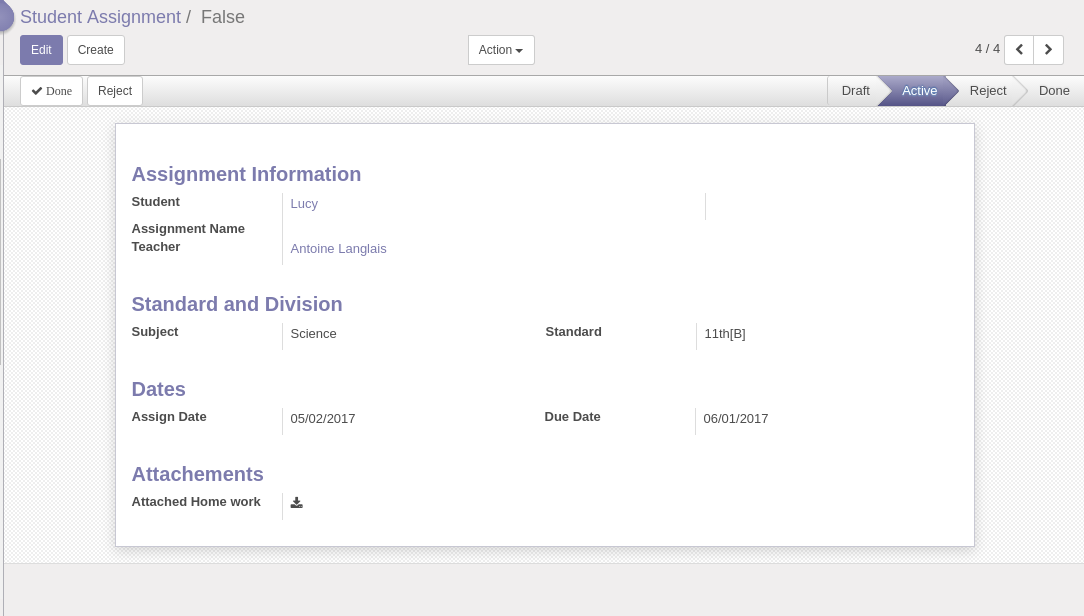 Student Assignment / False
Edit Create Action 4 / 4
Done Reject Draft Active Reject Done
Assignment Information
Student Lucy
Assignment Name
Teacher Antoine Langlais
Standard and Division
Subject Science Standard 11th[B]
Dates
Assign Date 05/02/2017 Due Date 06/01/2017
Attachements
Attached Home work